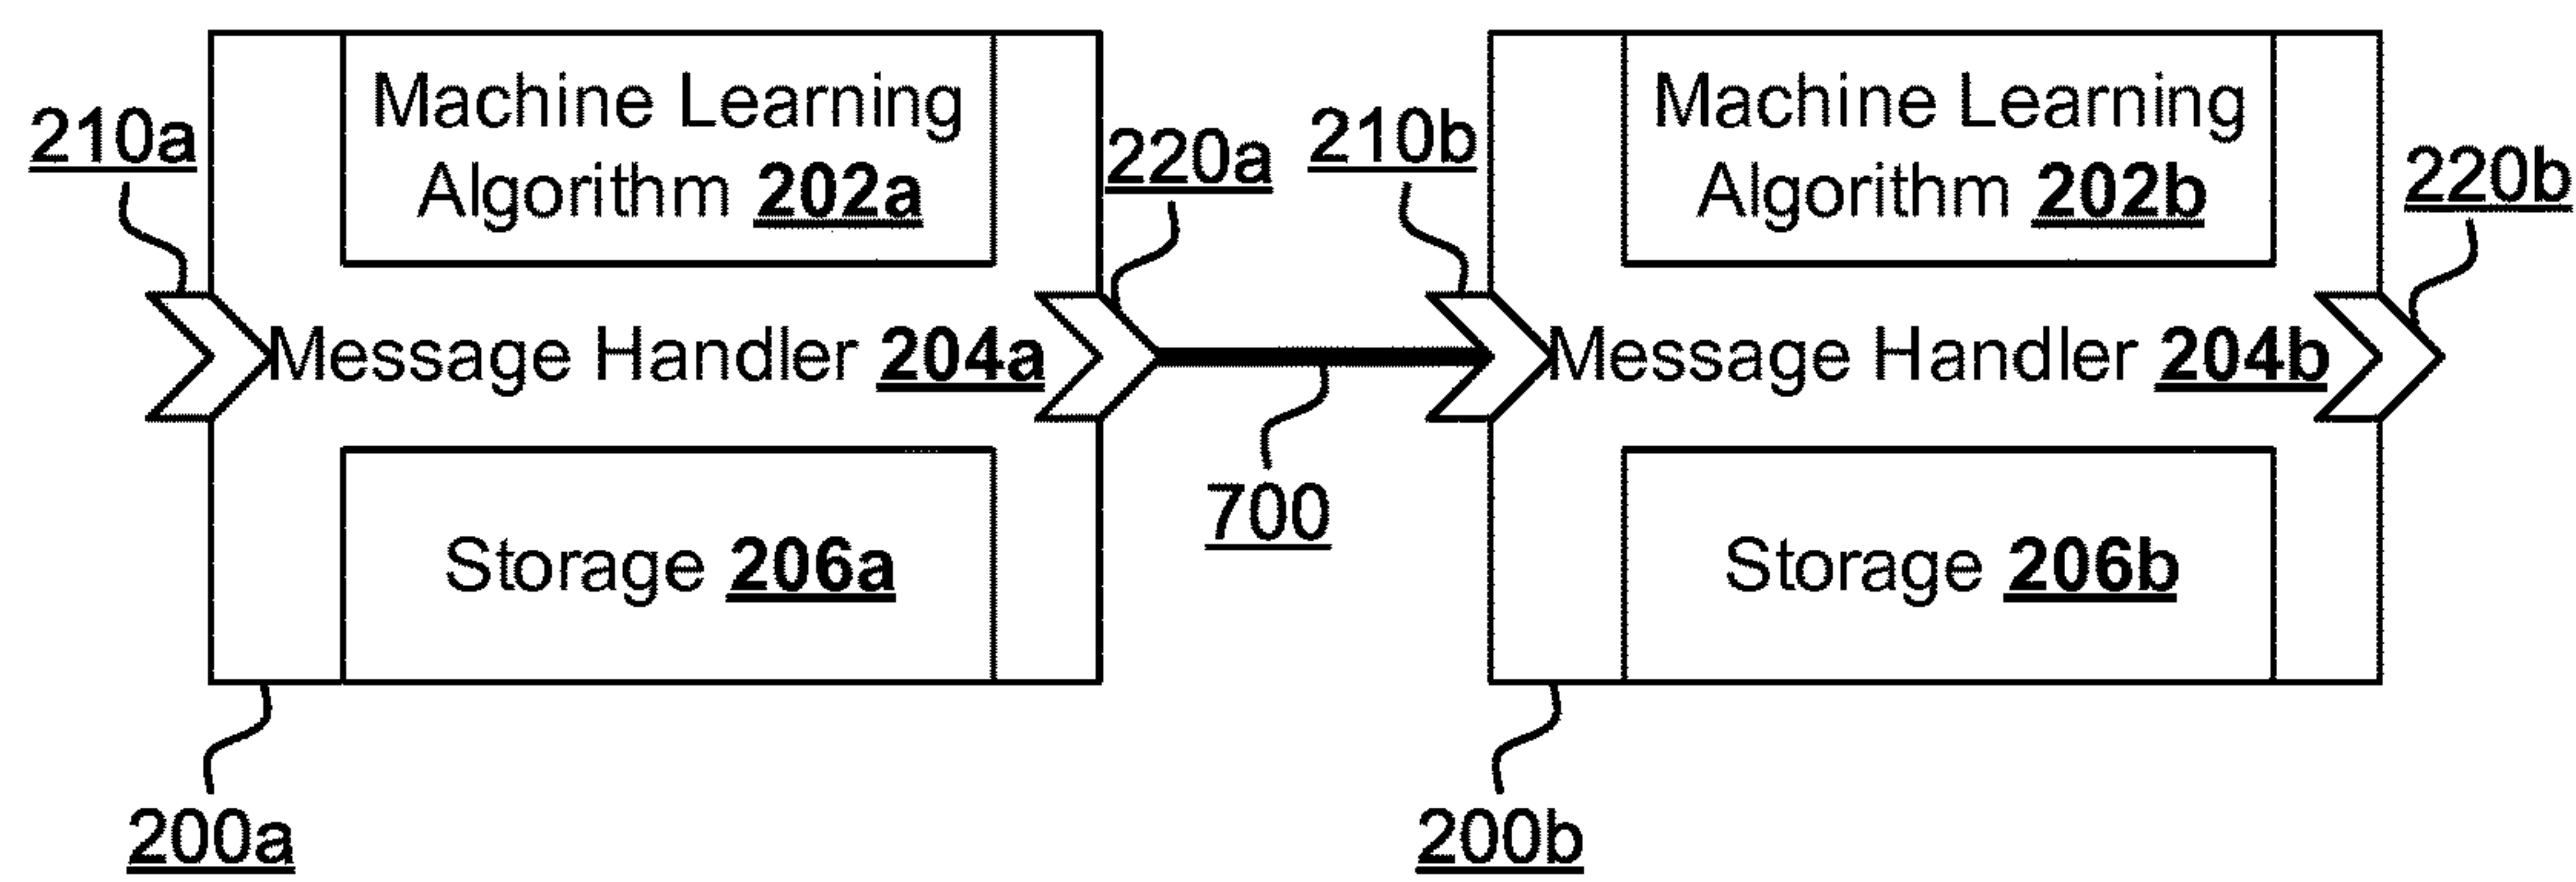 Machine Learning
Algorithm 202a
210a
220a
Message Handler 204a
Storage 206a
200a
700
Machine Learning
Algorithm 202b
210b
220b
Message Handler 204b
Storage 206b
200b